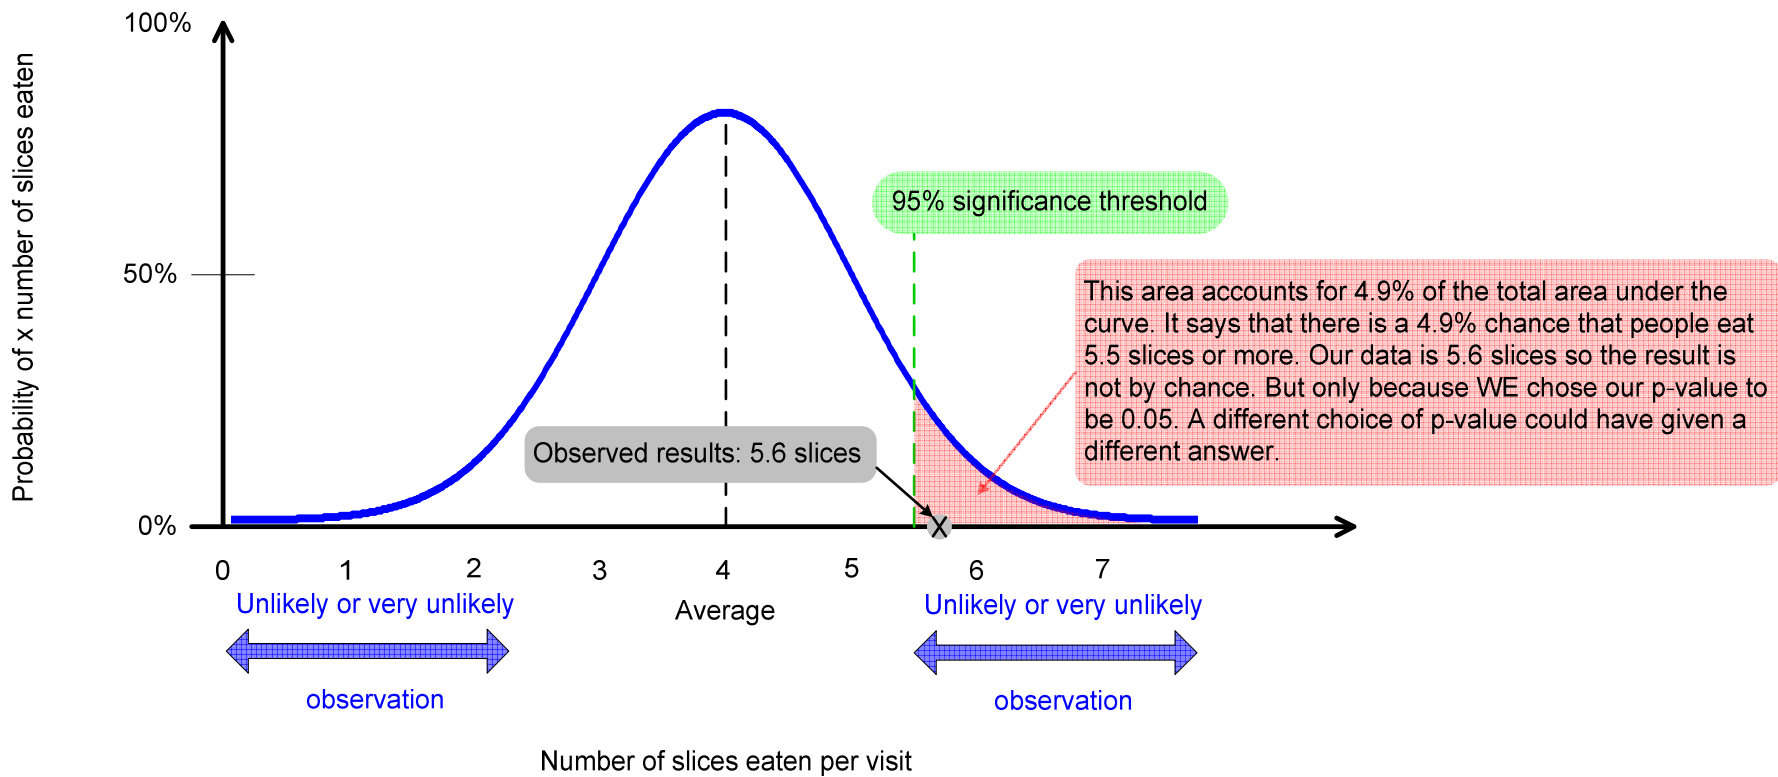 100%
Probability of x number of slices eaten
95% significance threshold
50%
This area accounts for 4.9% of the total area under the
curve. It says that there is a 4.9% chance that people eat
5.5 slices or more. Our data is 5.6 slices so the result is
not by chance. But only because WE chose our p-value to
be 0.05. A different choice of p-value could have given a
different answer.
Observed results: 5.6 slices
0%
X
0 1 2 3 4 5 6 7
Unlikely or very unlikely
observation
Average
Unlikely or very unlikely
observation
Number of slices eaten per visit